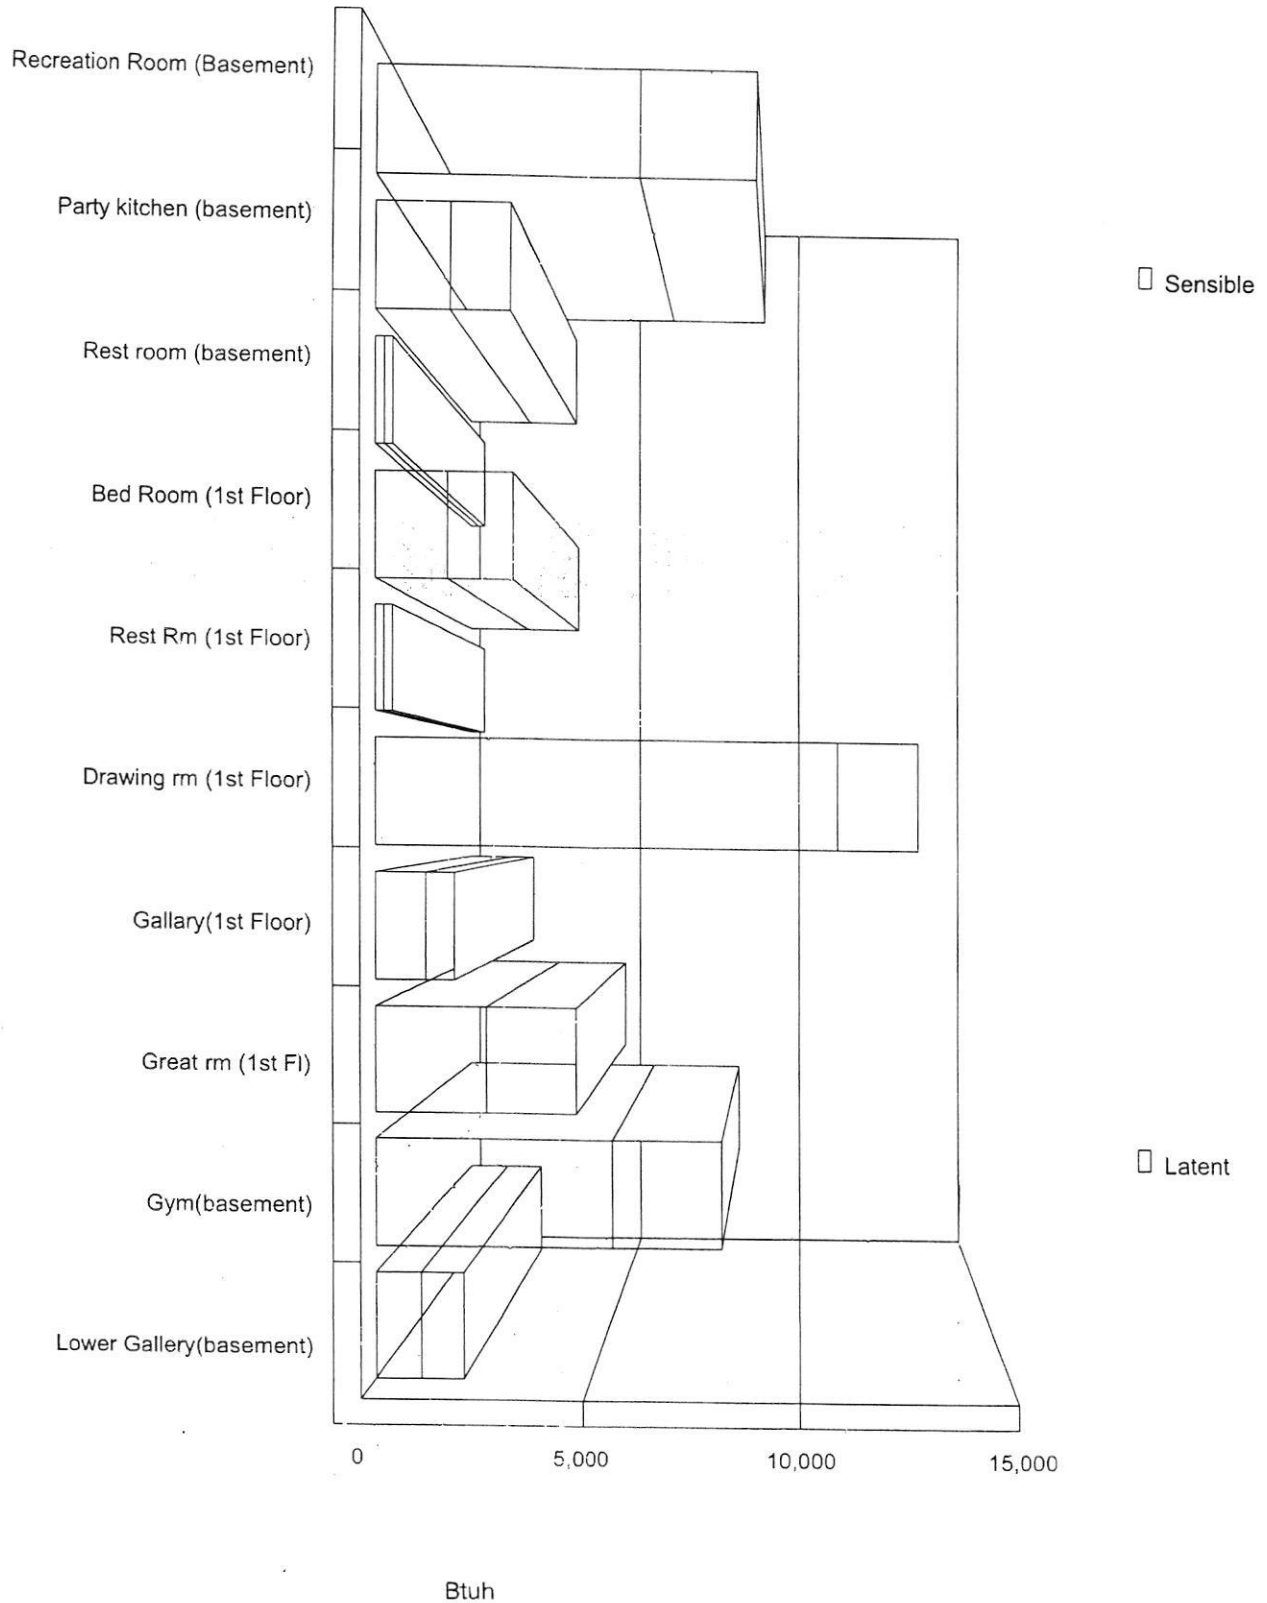 Recreation Room (Basement)
Party kitchen (basement)
Rest room (basement)
Bed Room (1st Floor)
Rest Rm (1st Floor)
Drawing rm (1st Floor)
Gallary(1st Floor)
Great rm (1st Fl)
Gym(basement)
Lower Gallery(basement)
Sensible
Latent
0 5,000 10,000 15,000
Btuh